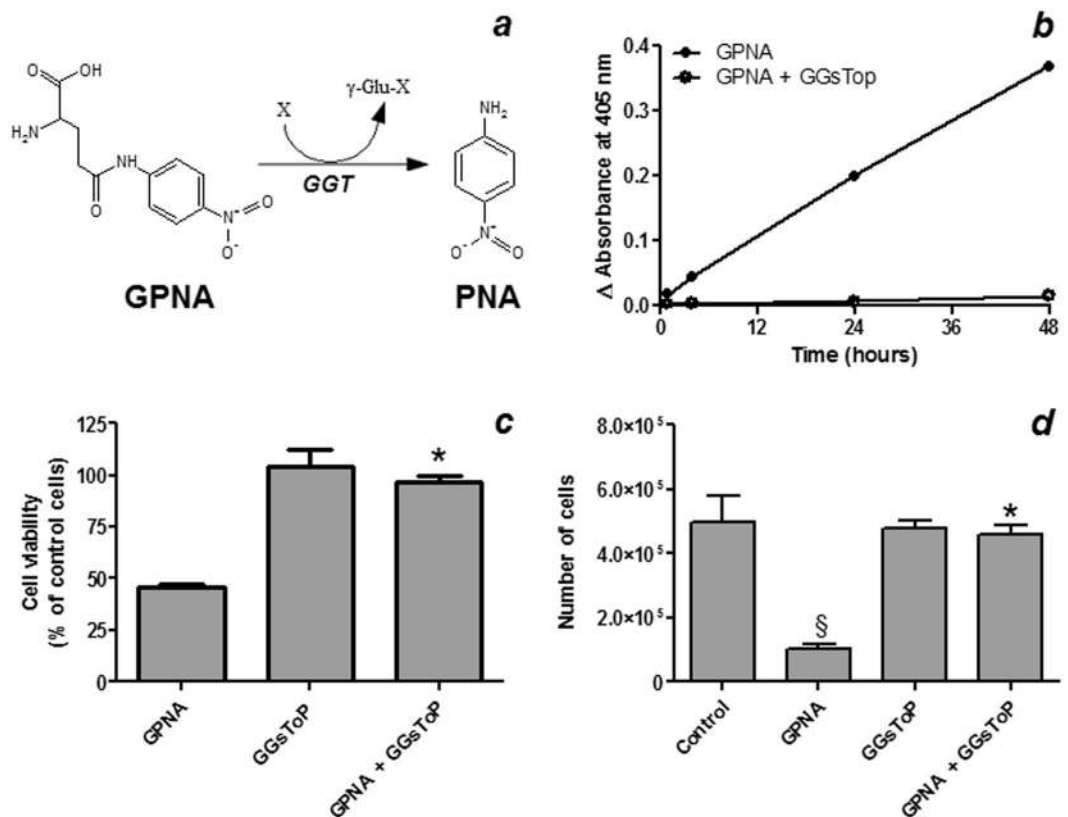 a
O
OH
H₂N
NH
O
N⁺
O
O⁻
X
γ-Glu-X
GGT
NH₂
N⁺
O⁻
O
GPNA
PNA
b
GPNA
GPNA + GGsTop
Δ Absorbance at 405 nm
0.4
0.3
0.2
0.1
0.0
0 12 24 36 48
Time (hours)
c
Cell viability
(% of control cells)
125
100
75
50
25
0
*
GPNA
GGsToP
GPNA + GGsToP
d
Number of cells
8.0×10⁵
6.0×10⁵
4.0×10⁵
2.0×10⁵
0
§
*
Control
GPNA
GGsToP
GPNA + GGsToP